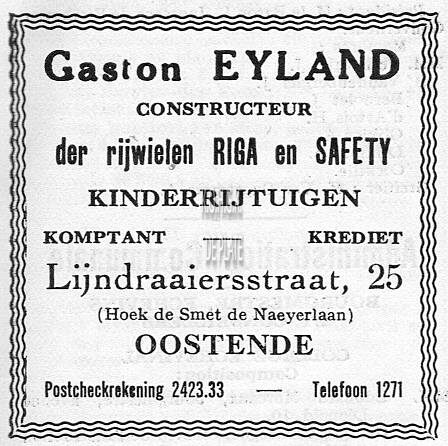 Gaston EYLAND
CONSTRUCTEUR
der rijwielen RIGA en SAFETY
KINDERRIJTUIGEN
KOMPTANT KREDIET
Lijndraaiersstraat, 25
(Hoek de Smet de Naeyerlaan)
OOSTENDE
Postcheckrekening 2423.33 — Telefoon 1271